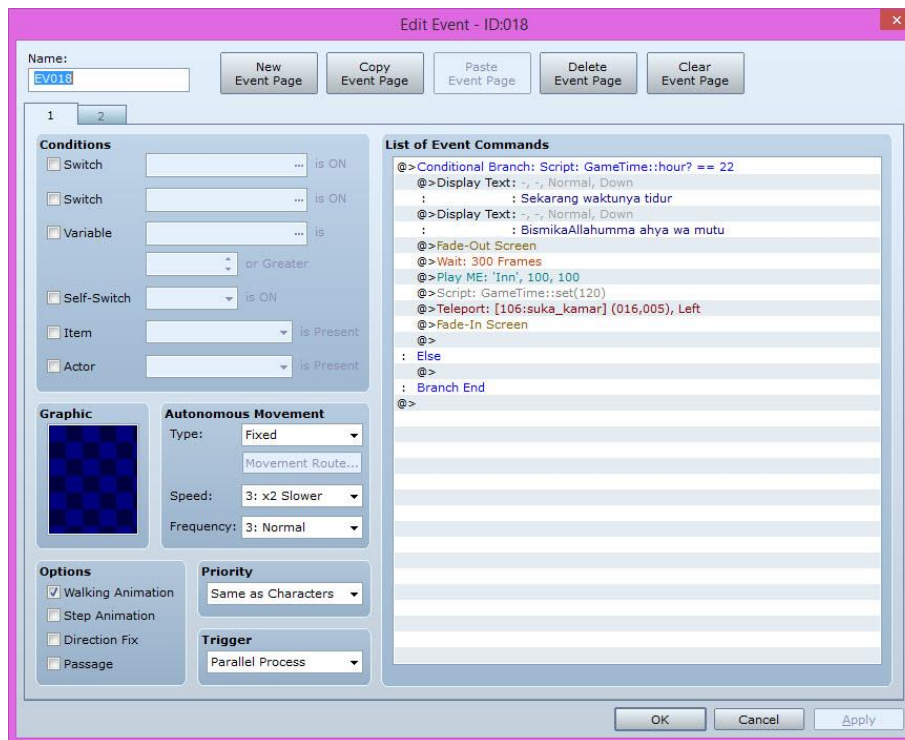 Edit Event - ID:018
Name:
EV018
New
Event Page
Copy
Event Page
Paste
Event Page
Delete
Event Page
Clear
Event Page
1
2
Conditions
Switch ... is ON
Switch ... is ON
Variable ... is
or Greater
Self-Switch is ON
Item is Present
Actor is Present
Graphic
Autonomous Movement
Type: Fixed
Movement Route...
Speed: 3: x2 Slower
Frequency: 3: Normal
Options
Walking Animation
Step Animation
Direction Fix
Passage
Priority
Same as Characters
Trigger
Parallel Process
List of Event Commands
@>Conditional Branch: Script: GameTime::hour? == 22
@>Display Text: -, -, Normal, Down
: : Sekarang waktunya tidur
@>Display Text: -, -, Normal, Down
: : BismikaAllahumma ahya wa mutu
@>Fade-Out Screen
@>Wait: 300 Frames
@>Play ME: 'Inn', 100, 100
@>Script: GameTime::set(120)
@>Teleport: [106:suka_kamar] (016,005), Left
@>Fade-In Screen
@>
: Else
@>
: Branch End
@>
OK
Cancel
Apply